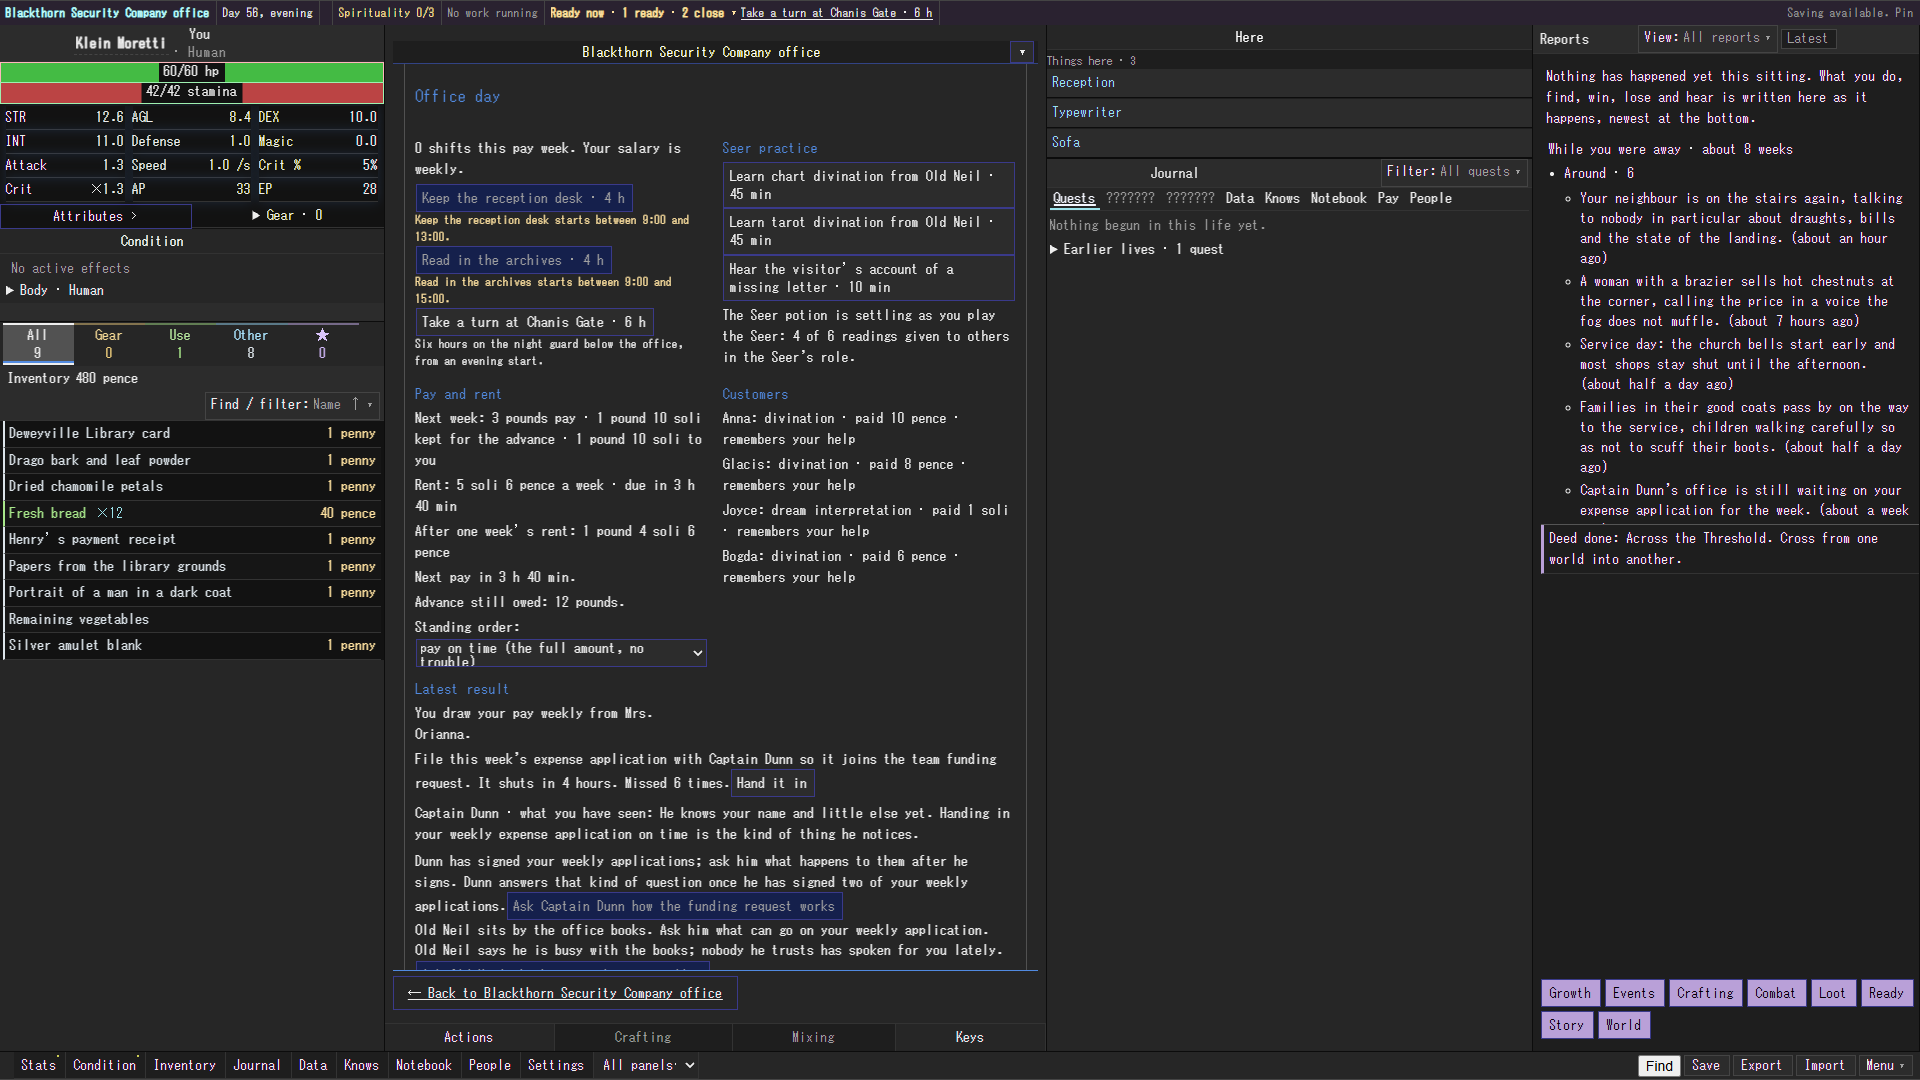 Blackthorn Security Company office
Day 56, evening
Spirituality 0/3
No work running
Ready now · 1 ready · 2 close
Take a turn at Chanis Gate · 6 h
Saving available. Pin
Klein Moretti · You
Human
60/60 hp
42/42 stamina
STR 12.6 AGL 8.4 DEX 10.0
INT 11.0 Defense 1.0 Magic 0.0
Attack 1.3 Speed 1.0 /s Crit % 5%
Crit ×1.3 AP 33 EP 28
Attributes >
▶ Gear · 0
Condition
No active effects
▶ Body · Human
All 9
Gear 0
Use 1
Other 8
★ 0
Inventory 480 pence
Find / filter: Name ↑ ▾
Deweyville Library card 1 penny
Drago bark and leaf powder 1 penny
Dried chamomile petals 1 penny
Fresh bread ×12 40 pence
Henry's payment receipt 1 penny
Papers from the library grounds 1 penny
Portrait of a man in a dark coat 1 penny
Remaining vegetables
Silver amulet blank 1 penny
Blackthorn Security Company office
Office day
0 shifts this pay week. Your salary is
weekly.
Keep the reception desk · 4 h
Keep the reception desk starts between 9:00 and
13:00.
Read in the archives · 4 h
Read in the archives starts between 9:00 and
15:00.
Take a turn at Chanis Gate · 6 h
Six hours on the night guard below the office,
from an evening start.
Seer practice
Learn chart divination from Old Neil ·
45 min
Learn tarot divination from Old Neil ·
45 min
Hear the visitor's account of a
missing letter · 10 min
The Seer potion is settling as you play
the Seer: 4 of 6 readings given to others
in the Seer's role.
Pay and rent
Next week: 3 pounds pay · 1 pound 10 soli
kept for the advance · 1 pound 10 soli to
you
Rent: 5 soli 6 pence a week · due in 3 h
40 min
After one week's rent: 1 pound 4 soli 6
pence
Next pay in 3 h 40 min.
Advance still owed: 12 pounds.
Standing order:
pay on time (the full amount, no
trouble)
Customers
Anna: divination · paid 10 pence ·
remembers your help
Glacis: divination · paid 8 pence ·
remembers your help
Joyce: dream interpretation · paid 1 soli
· remembers your help
Bogda: divination · paid 6 pence ·
remembers your help
Latest result
You draw your pay weekly from Mrs.
Orianna.
File this week's expense application with Captain Dunn so it joins the team funding
request. It shuts in 4 hours. Missed 6 times. Hand it in
Captain Dunn · what you have seen: He knows your name and little else yet. Handing in
your weekly expense application on time is the kind of thing he notices.
Dunn has signed your weekly applications; ask him what happens to them after he
signs. Dunn answers that kind of question once he has signed two of your weekly
applications. Ask Captain Dunn how the funding request works
Old Neil sits by the office books. Ask him what can go on your weekly application.
Old Neil says he is busy with the books; nobody he trusts has spoken for you lately.
← Back to Blackthorn Security Company office
Actions
Crafting
Mixing
Keys
Here
Things here · 3
Reception
Typewriter
Sofa
Journal
Filter: All quests ▾
Quests ??????? ??????? Data Knows Notebook Pay People
Nothing begun in this life yet.
▶ Earlier lives · 1 quest
Reports
View: All reports ▾
Latest
Nothing has happened yet this sitting. What you do,
find, win, lose and hear is written here as it
happens, newest at the bottom.
While you were away · about 8 weeks
• Around · 6
Your neighbour is on the stairs again, talking
to nobody in particular about draughts, bills
and the state of the landing. (about an hour
ago)
A woman with a brazier sells hot chestnuts at
the corner, calling the price in a voice the
fog does not muffle. (about 7 hours ago)
Service day: the church bells start early and
most shops stay shut until the afternoon.
(about half a day ago)
Families in their good coats pass by on the way
to the service, children walking carefully so
as not to scuff their boots. (about half a day
ago)
Captain Dunn's office is still waiting on your
expense application for the week. (about a week
Deed done: Across the Threshold. Cross from one
world into another.
Growth Events Crafting Combat Loot Ready
Story World
Stats Condition Inventory Journal Data Knows Notebook People Settings All panels
Find Save Export Import Menu